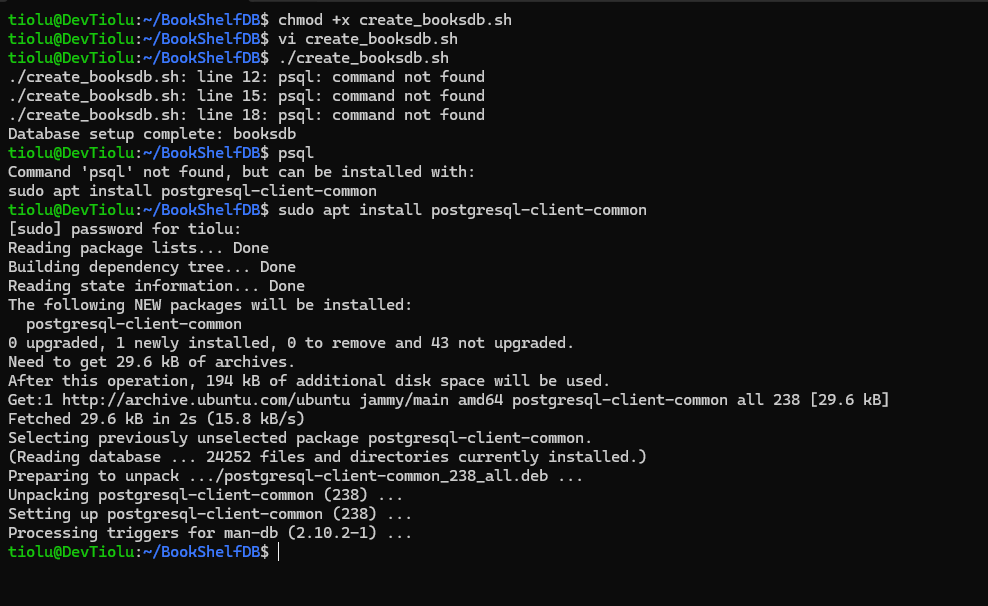 tiolu@DevTiolu:~/BookShelfDB$ chmod +x create_booksdb.sh
tiolu@DevTiolu:~/BookShelfDB$ vi create_booksdb.sh
tiolu@DevTiolu:~/BookShelfDB$ ./create_booksdb.sh
./create_booksdb.sh: line 12: psql: command not found
./create_booksdb.sh: line 15: psql: command not found
./create_booksdb.sh: line 18: psql: command not found
Database setup complete: booksdb
tiolu@DevTiolu:~/BookShelfDB$ psql
Command 'psql' not found, but can be installed with:
sudo apt install postgresql-client-common
tiolu@DevTiolu:~/BookShelfDB$ sudo apt install postgresql-client-common
[sudo] password for tiolu:
Reading package lists... Done
Building dependency tree... Done
Reading state information... Done
The following NEW packages will be installed:
  postgresql-client-common
0 upgraded, 1 newly installed, 0 to remove and 43 not upgraded.
Need to get 29.6 kB of archives.
After this operation, 194 kB of additional disk space will be used.
Get:1 http://archive.ubuntu.com/ubuntu jammy/main amd64 postgresql-client-common all 238 [29.6 kB]
Fetched 29.6 kB in 2s (15.8 kB/s)
Selecting previously unselected package postgresql-client-common.
(Reading database ... 24252 files and directories currently installed.)
Preparing to unpack .../postgresql-client-common_238_all.deb ...
Unpacking postgresql-client-common (238) ...
Setting up postgresql-client-common (238) ...
Processing triggers for man-db (2.10.2-1) ...
tiolu@DevTiolu:~/BookShelfDB$